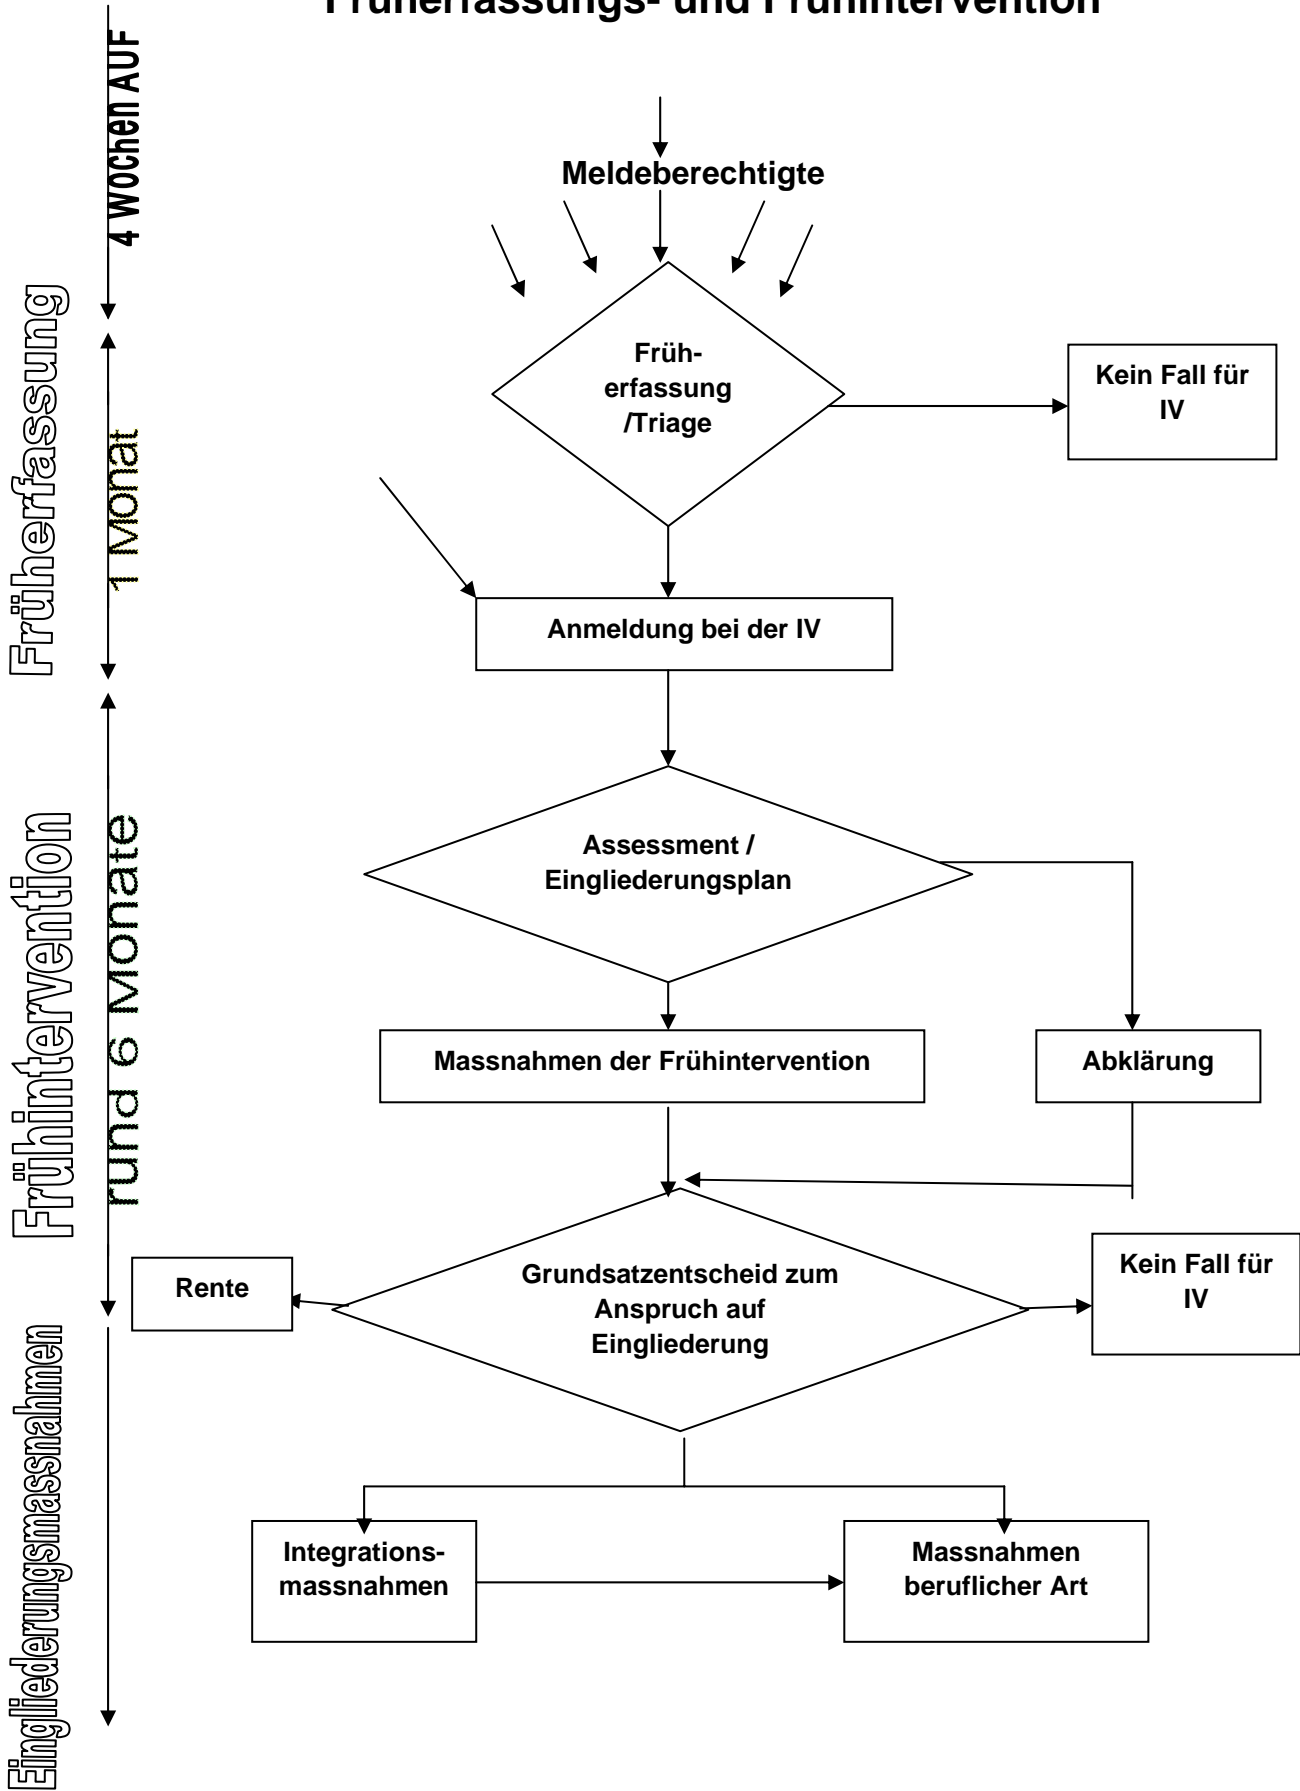 Früherfassungs- und Frühintervention
4 Wochen AUF
Meldeberechtigte
Früherfassung
1 Monat
Früh-
erfassung
/Triage
Kein Fall für
IV
Anmeldung bei der IV
Frühintervention
rund 6 Monate
Assessment /
Eingliederungsplan
Massnahmen der Frühintervention
Abklärung
Rente
Grundsatzentscheid zum
Anspruch auf
Eingliederung
Kein Fall für
IV
Eingliederungsmassnahmen
Integrations-
massnahmen
Massnahmen
beruflicher Art